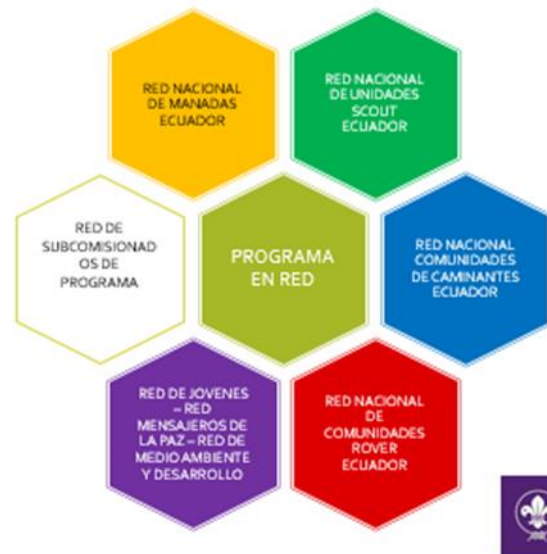 RED NACIONAL
DE MANADAS
ECUADOR
RED NACIONAL
DE UNIDADES
SCOUT
ECUADOR
RED DE
SUBCOMISIONAD
OS DE
PROGRAMA
PROGRAMA
EN RED
RED NACIONAL
COMUNIDADES
DE CAMINANTES
ECUADOR
RED DE JOVENES
– RED
MENSAJEROS DE
LA PAZ – RED DE
MEDIO AMBIENTE
Y DESARROLLO
RED NACIONAL
DE
COMUNIDADES
ROVER
ECUADOR